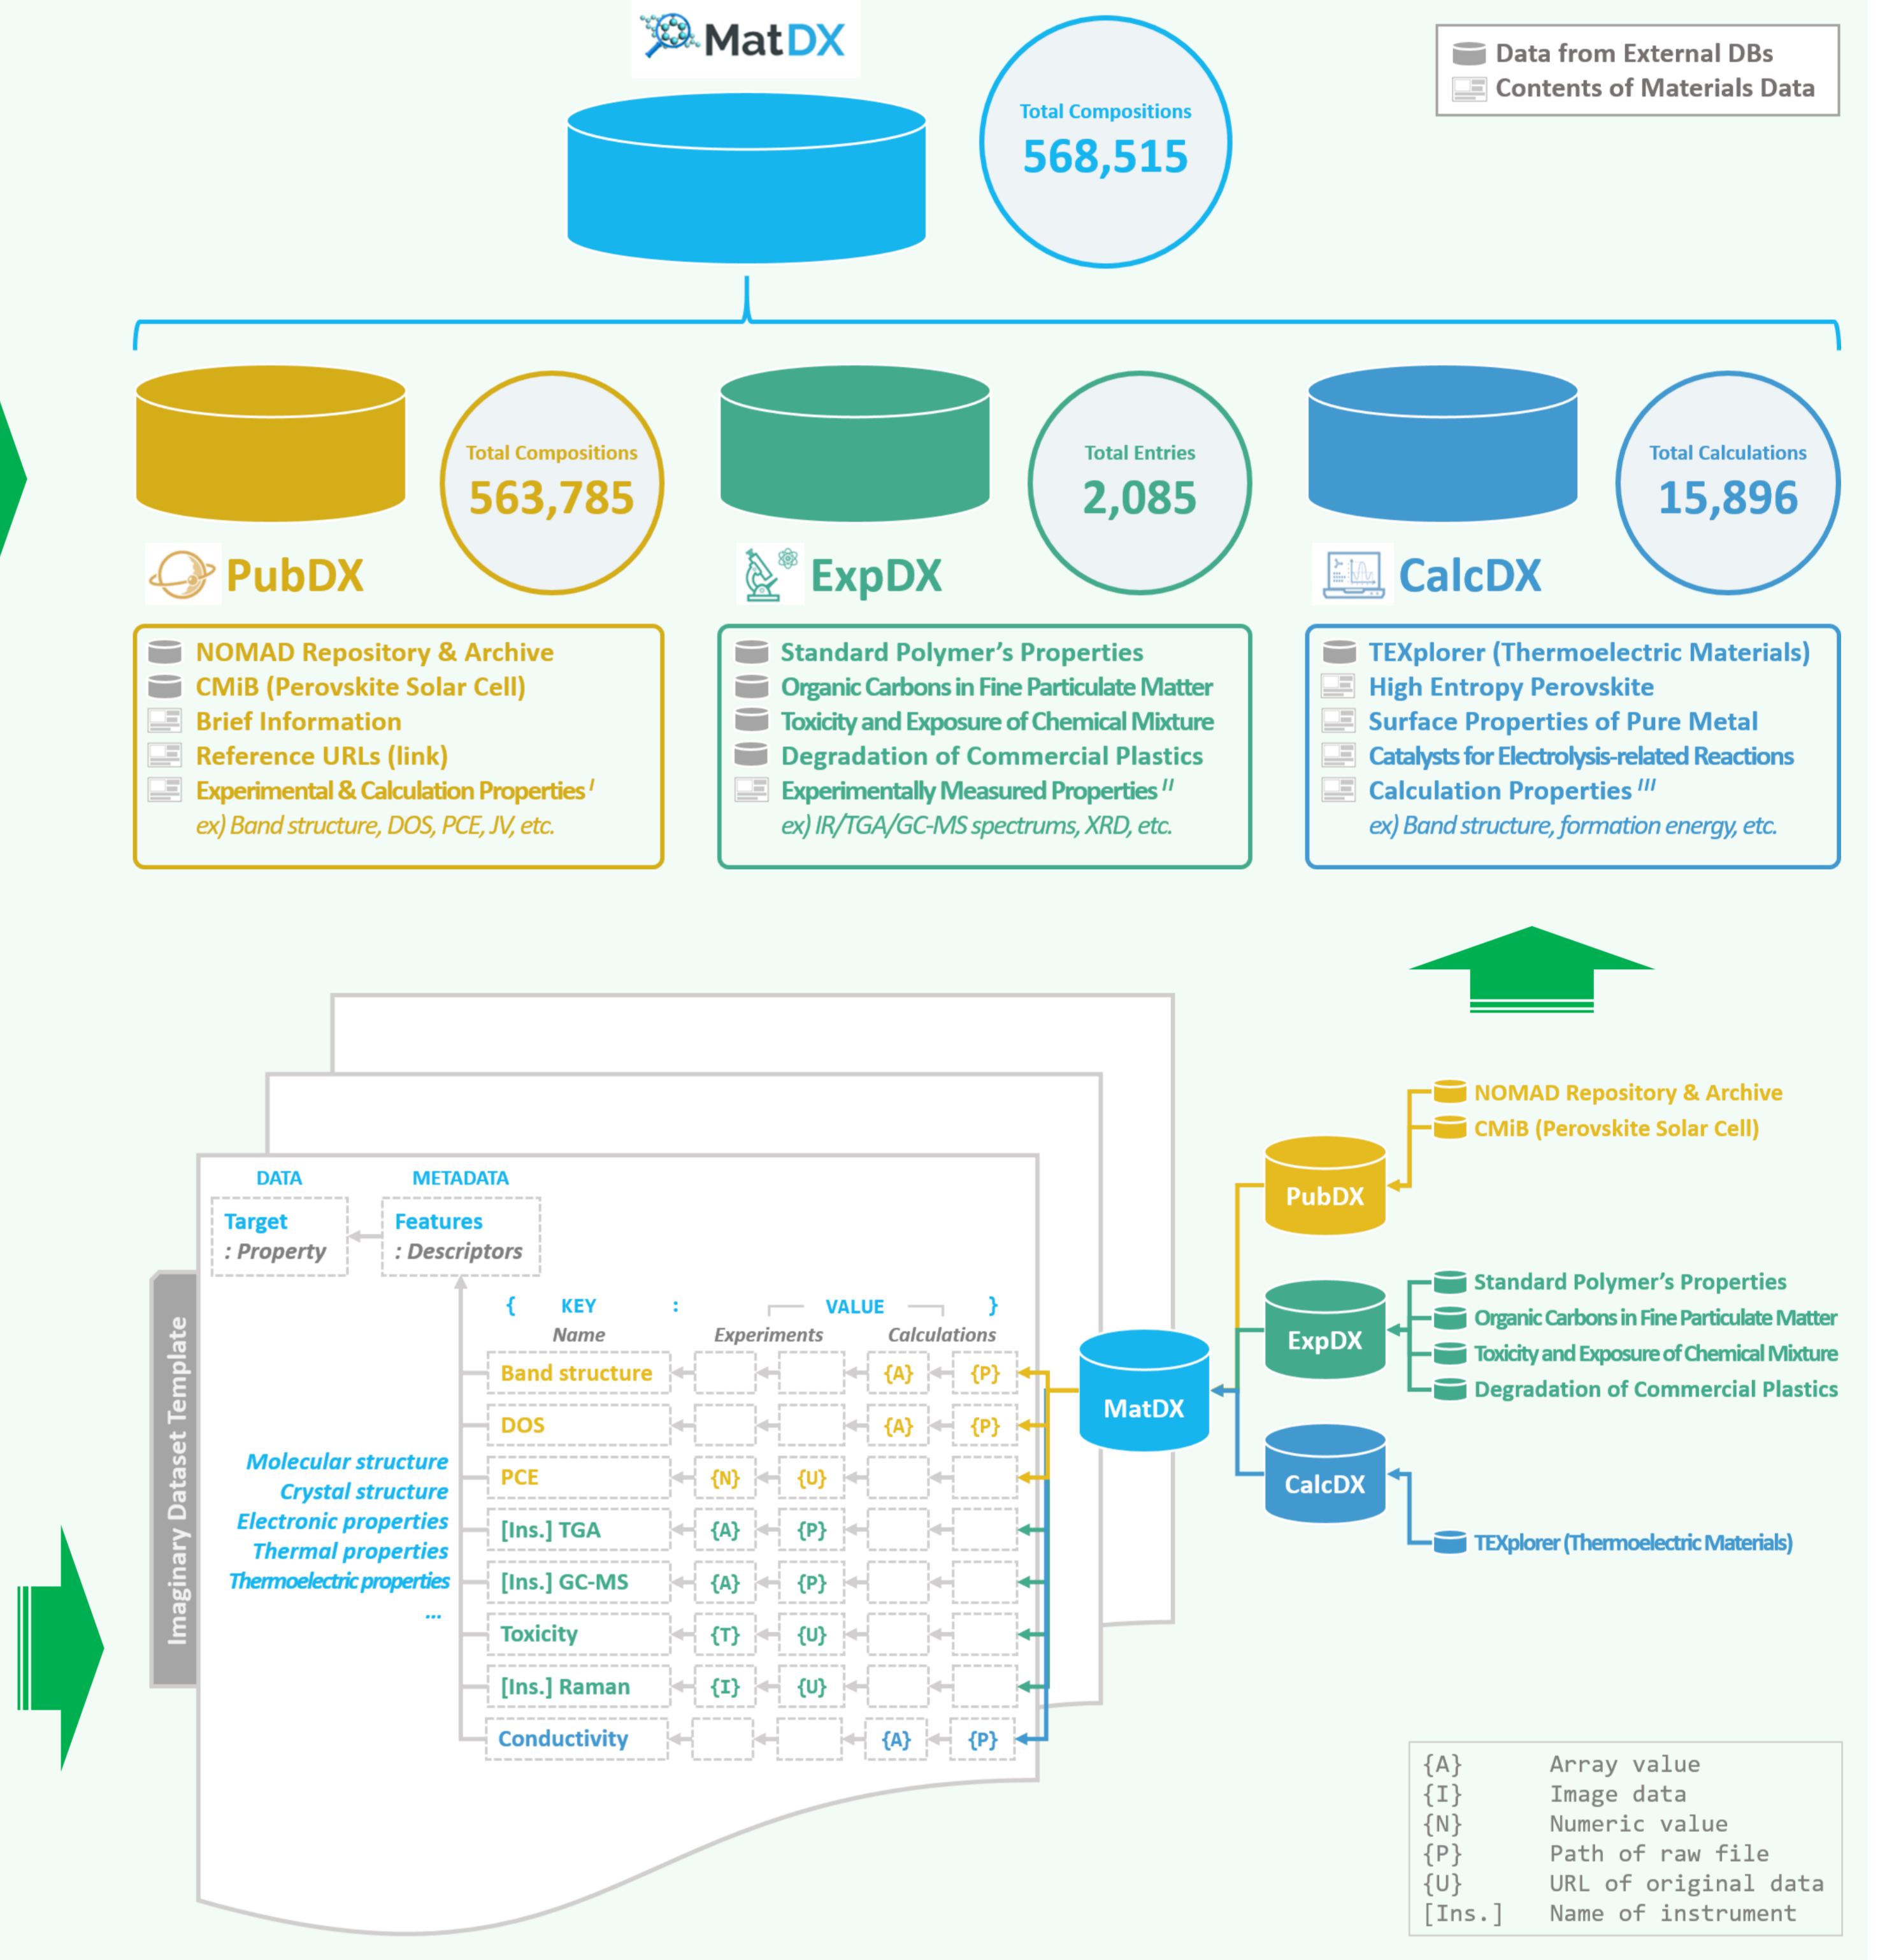 MatDX
Total Compositions
568,515
Data from External DBs
Contents of Materials Data
Total Compositions
563,785
PubDX
Total Entries
2,085
ExpDX
Total Calculations
15,896
CalcDX
NOMAD Repository & Archive
CMiB (Perovskite Solar Cell)
Brief Information
Reference URLs (link)
Experimental & Calculation Properties I
ex) Band structure, DOS, PCE, JV, etc.
Standard Polymer's Properties
Organic Carbons in Fine Particulate Matter
Toxicity and Exposure of Chemical Mixture
Degradation of Commercial Plastics
Experimentally Measured Properties II
ex) IR/TGA/GC-MS spectrums, XRD, etc.
TEXplorer (Thermoelectric Materials)
High Entropy Perovskite
Surface Properties of Pure Metal
Catalysts for Electrolysis-related Reactions
Calculation Properties III
ex) Band structure, formation energy, etc.
Imaginary Dataset Template
DATA METADATA
Target Features
: Property : Descriptors
{ KEY : VALUE }
Name Experiments Calculations
Band structure {A} {P}
DOS {A} {P}
PCE {N} {U}
[Ins.] TGA {A} {P}
[Ins.] GC-MS {A} {P}
Toxicity {T} {U}
[Ins.] Raman {I} {U}
Conductivity {A} {P}
Molecular structure
Crystal structure
Electronic properties
Thermal properties
Thermoelectric properties
...
MatDX
PubDX
NOMAD Repository & Archive
CMiB (Perovskite Solar Cell)
ExpDX
Standard Polymer's Properties
Organic Carbons in Fine Particulate Matter
Toxicity and Exposure of Chemical Mixture
Degradation of Commercial Plastics
CalcDX
TEXplorer (Thermoelectric Materials)
{A} Array value
{I} Image data
{N} Numeric value
{P} Path of raw file
{U} URL of original data
[Ins.] Name of instrument